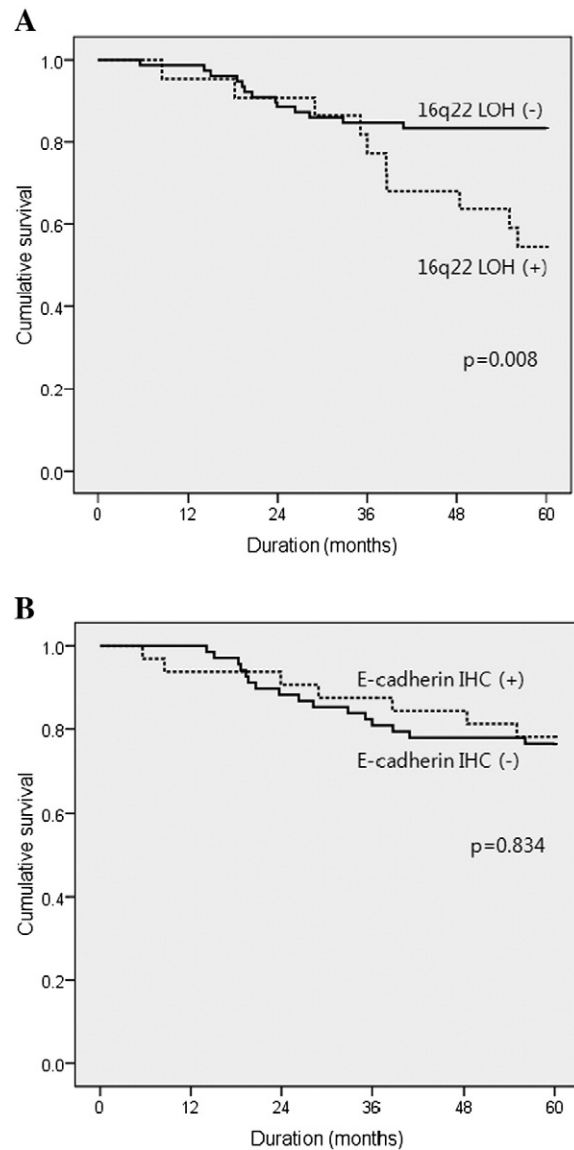 A
1.0
0.8
0.6
0.4
0.2
0.0
Cumulative survival
16q22 LOH (-)
16q22 LOH (+)
p=0.008
0 12 24 36 48 60
Duration (months)
B
1.0
0.8
0.6
0.4
0.2
0.0
Cumulative survival
E-cadherin IHC (+)
E-cadherin IHC (-)
p=0.834
0 12 24 36 48 60
Duration (months)